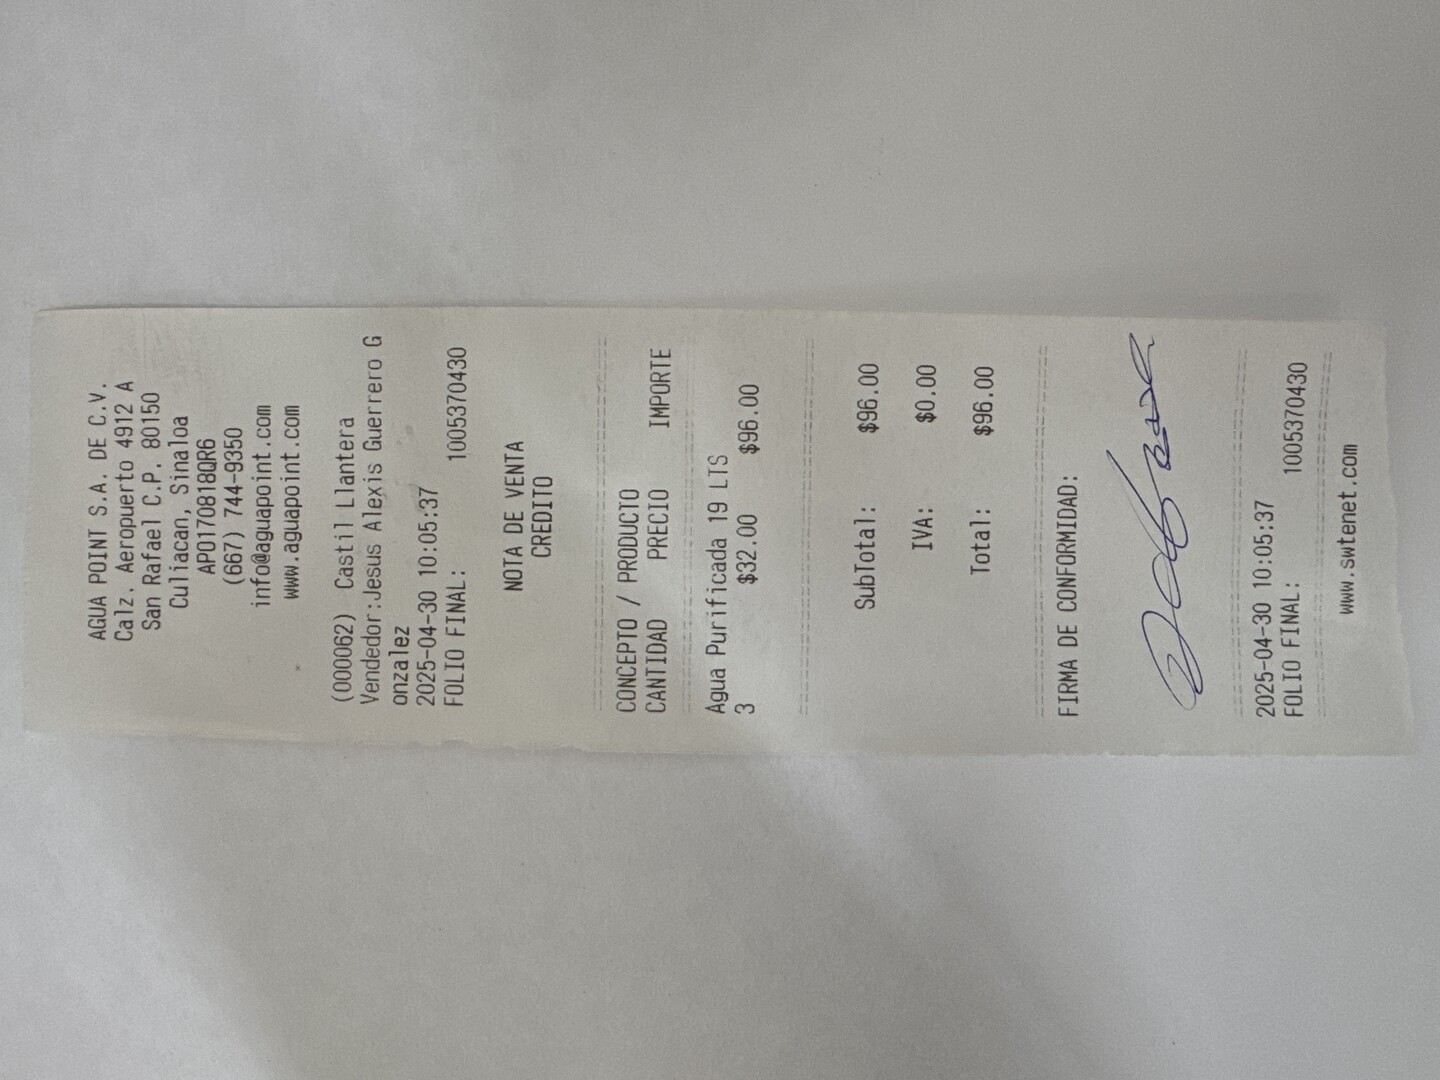 AGUA POINT S.A. DE C.V.
Calz. Aeropuerto 4912 A
San Rafael C.P. 80150
Culiacan, Sinaloa
APO170818QR6
(667) 744-9350
info@aguapoint.com
www.aguapoint.com
(000062) Castil Llantera
Vendedor:Jesus Alexis Guerrero G
onzalez
2025-04-30 10:05:37
FOLIO FINAL: 1005370430
NOTA DE VENTA
CREDITO
CONCEPTO / PRODUCTO
CANTIDAD PRECIO IMPORTE
Agua Purificada 19 LTS
3 $32.00 $96.00
SubTotal: $96.00
IVA: $0.00
Total: $96.00
FIRMA DE CONFORMIDAD:
2025-04-30 10:05:37
FOLIO FINAL: 1005370430
www.swtenet.com